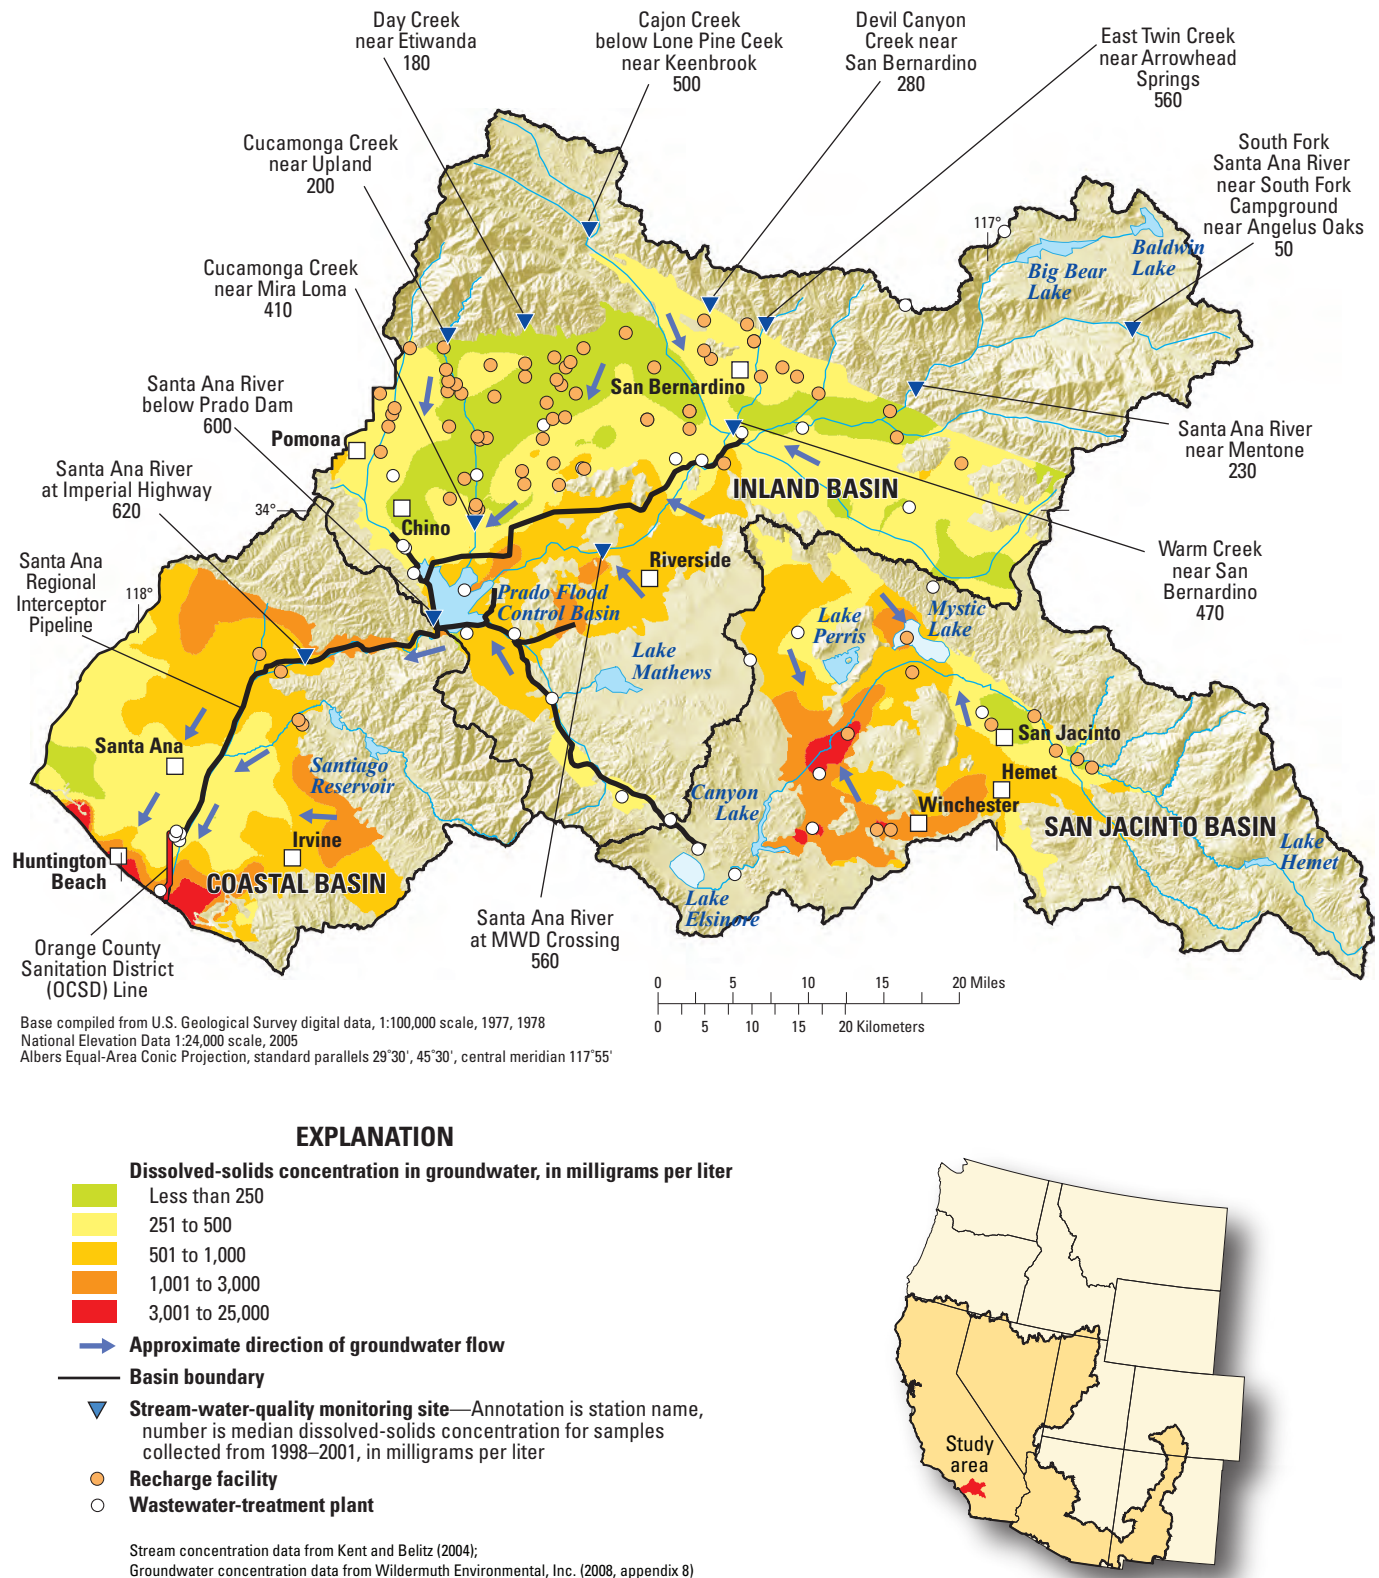 Day Creek
near Etiwanda
180
Cajon Creek
below Lone Pine Ceek
near Keenbrook
500
Devil Canyon
Creek near
San Bernardino
280
East Twin Creek
near Arrowhead
Springs
560
Cucamonga Creek
near Upland
200
South Fork
Santa Ana River
near South Fork
Campground
near Angelus Oaks
50
117°
Baldwin
Lake
Big Bear
Lake
Cucamonga Creek
near Mira Loma
410
Santa Ana River
below Prado Dam
600
San Bernardino
Pomona
Santa Ana River
near Mentone
230
Santa Ana River
at Imperial Highway
620
INLAND BASIN
34°
Chino
Warm Creek
near San
Bernardino
470
Santa Ana
Regional
Interceptor
Pipeline
118°
Riverside
Prado Flood
Control Basin
Lake
Perris
Mystic
Lake
Lake
Mathews
Santa Ana
San Jacinto
Santiago
Reservoir
Hemet
Canyon
Lake
Winchester
SAN JACINTO BASIN
Irvine
Huntington
Beach
Lake
Hemet
COASTAL BASIN
Lake
Elsinore
Santa Ana River
at MWD Crossing
560
Orange County
Sanitation District
(OCSD) Line
0 5 10 15 20 Miles
0 5 10 15 20 Kilometers
Base compiled from U.S. Geological Survey digital data, 1:100,000 scale, 1977, 1978
National Elevation Data 1:24,000 scale, 2005
Albers Equal-Area Conic Projection, standard parallels 29°30', 45°30', central meridian 117°55'
EXPLANATION
Dissolved-solids concentration in groundwater, in milligrams per liter
Less than 250
251 to 500
501 to 1,000
1,001 to 3,000
3,001 to 25,000
Approximate direction of groundwater flow
Basin boundary
Stream-water-quality monitoring site—Annotation is station name,
number is median dissolved-solids concentration for samples
collected from 1998–2001, in milligrams per liter
Recharge facility
Wastewater-treatment plant
Stream concentration data from Kent and Belitz (2004);
Groundwater concentration data from Wildermuth Environmental, Inc. (2008, appendix 8)
Study
area